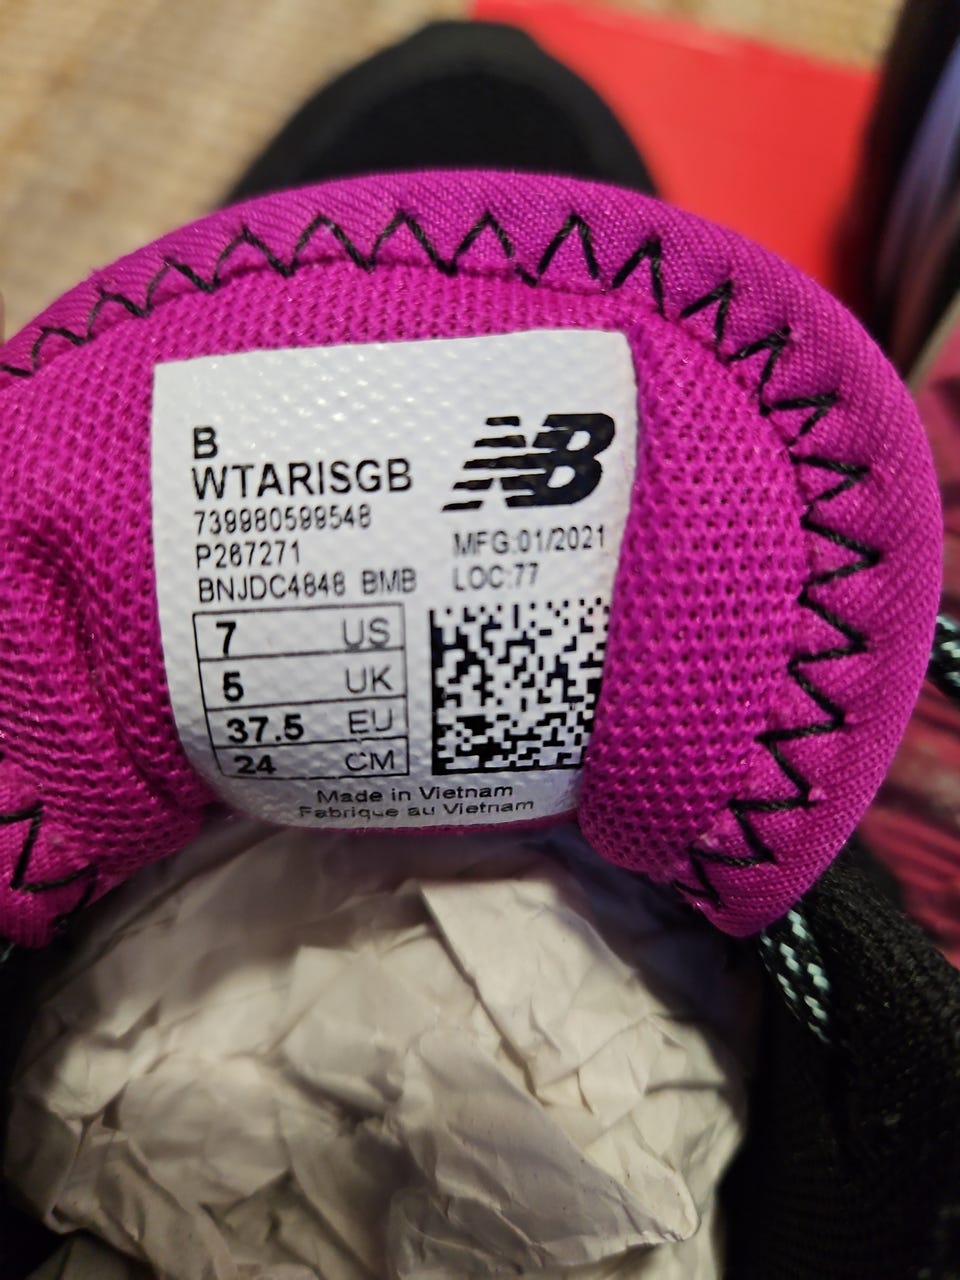 B
WTARISGB
739980599548
P267271
BNJDC4848 BMB
NB
MFG:01/2021
LOC:77
7 US
5 UK
37.5 EU
24 CM
Made in Vietnam
Fabrique au Vietnam